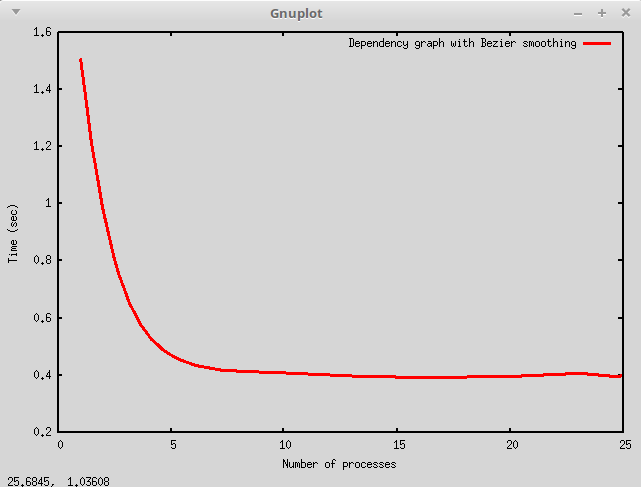 Gnuplot
Dependency graph with Bezier smoothing
1.6
1.4
1.2
1
0.8
0.6
0.4
0.2
Time (sec)
0 5 10 15 20 25
Number of processes
25.6845, 1.03608